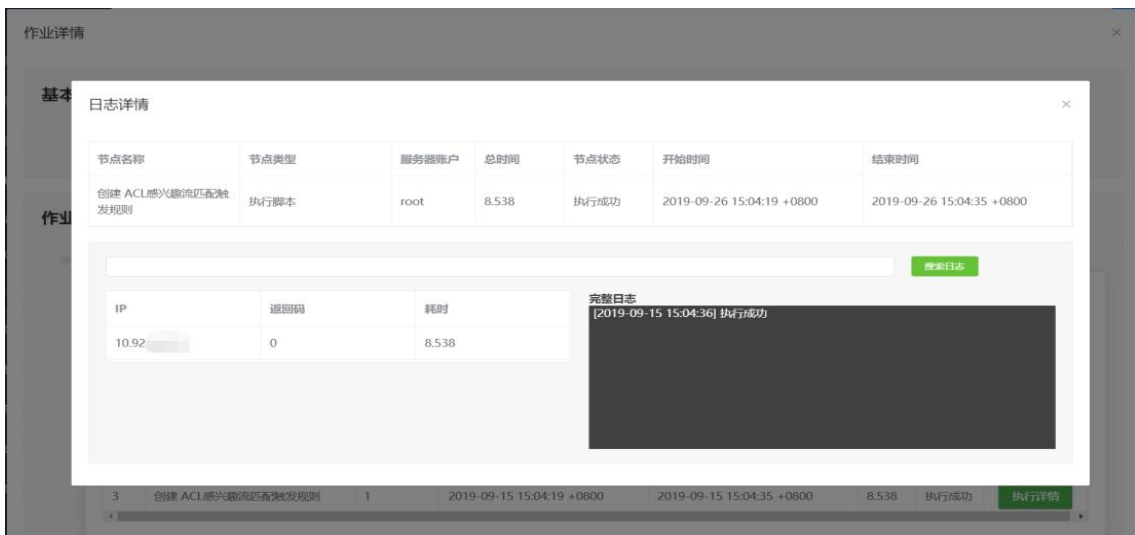 作业详情
基本
日志详情
节点名称 节点类型 服务器账户 总时间 节点状态 开始时间 结束时间
创建 ACL感兴趣流匹配触
发规则 执行脚本 root 8.538 执行成功 2019-09-26 15:04:19 +0800 2019-09-26 15:04:35 +0800
作业
搜索日志
IP 返回码 耗时
10.92 0 8.538
完整日志
[2019-09-15 15:04:36] 执行成功
3 创建 ACL感兴趣流匹配触发规则 1 2019-09-15 15:04:19 +0800 2019-09-15 15:04:35 +0800 8.538 执行成功 执行详情